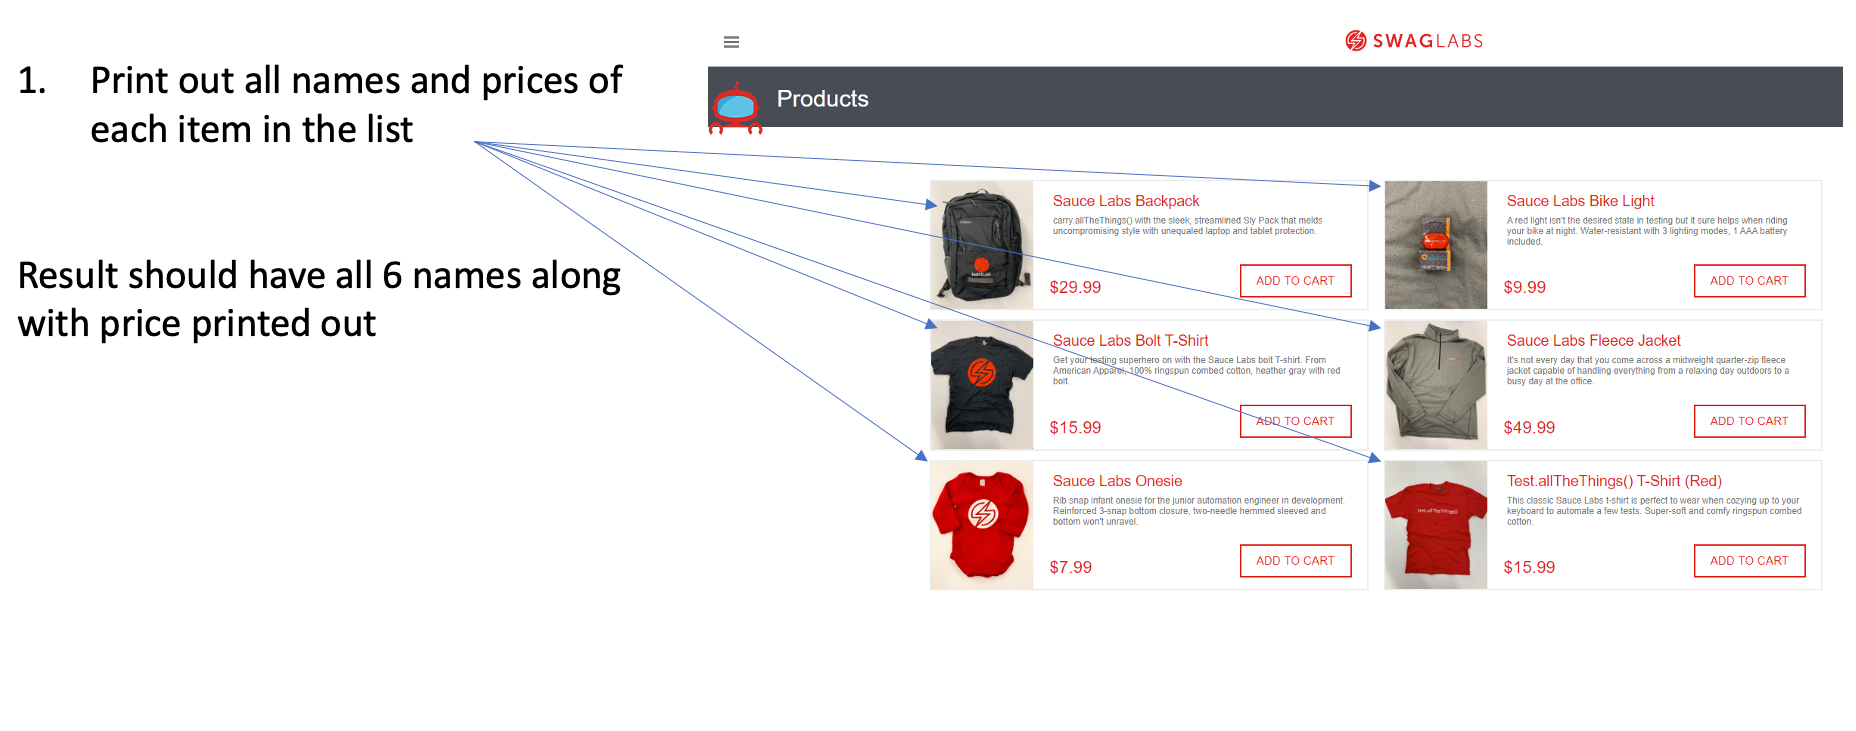 1. Print out all names and prices of
each item in the list
Result should have all 6 names along
with price printed out
SWAGLABS
Products
Sauce Labs Backpack
carry.allTheThings() with the sleek, streamlined Sly Pack that melds
uncompromising style with unequaled laptop and tablet protection.
$29.99
ADD TO CART
Sauce Labs Bike Light
A red light isn't the desired state in testing but it sure helps when riding
your bike at night. Water-resistant with 3 lighting modes, 1 AAA battery
included.
$9.99
ADD TO CART
Sauce Labs Bolt T-Shirt
Get your testing superhero on with the Sauce Labs bolt T-shirt. From
American Apparel, 100% ringspun combed cotton, heather gray with red
bolt.
$15.99
ADD TO CART
Sauce Labs Fleece Jacket
It's not every day that you come across a midweight quarter-zip fleece
jacket capable of handling everything from a relaxing day outdoors to a
busy day at the office.
$49.99
ADD TO CART
Sauce Labs Onesie
Rib snap infant onesie for the junior automation engineer in development.
Reinforced 3-snap bottom closure, two-needle hemmed sleeved and
bottom won't unravel.
$7.99
ADD TO CART
test.allTheThings()
Test.allTheThings() T-Shirt (Red)
This classic Sauce Labs t-shirt is perfect to wear when cozying up to your
keyboard to automate a few tests. Super-soft and comfy ringspun combed
cotton.
$15.99
ADD TO CART